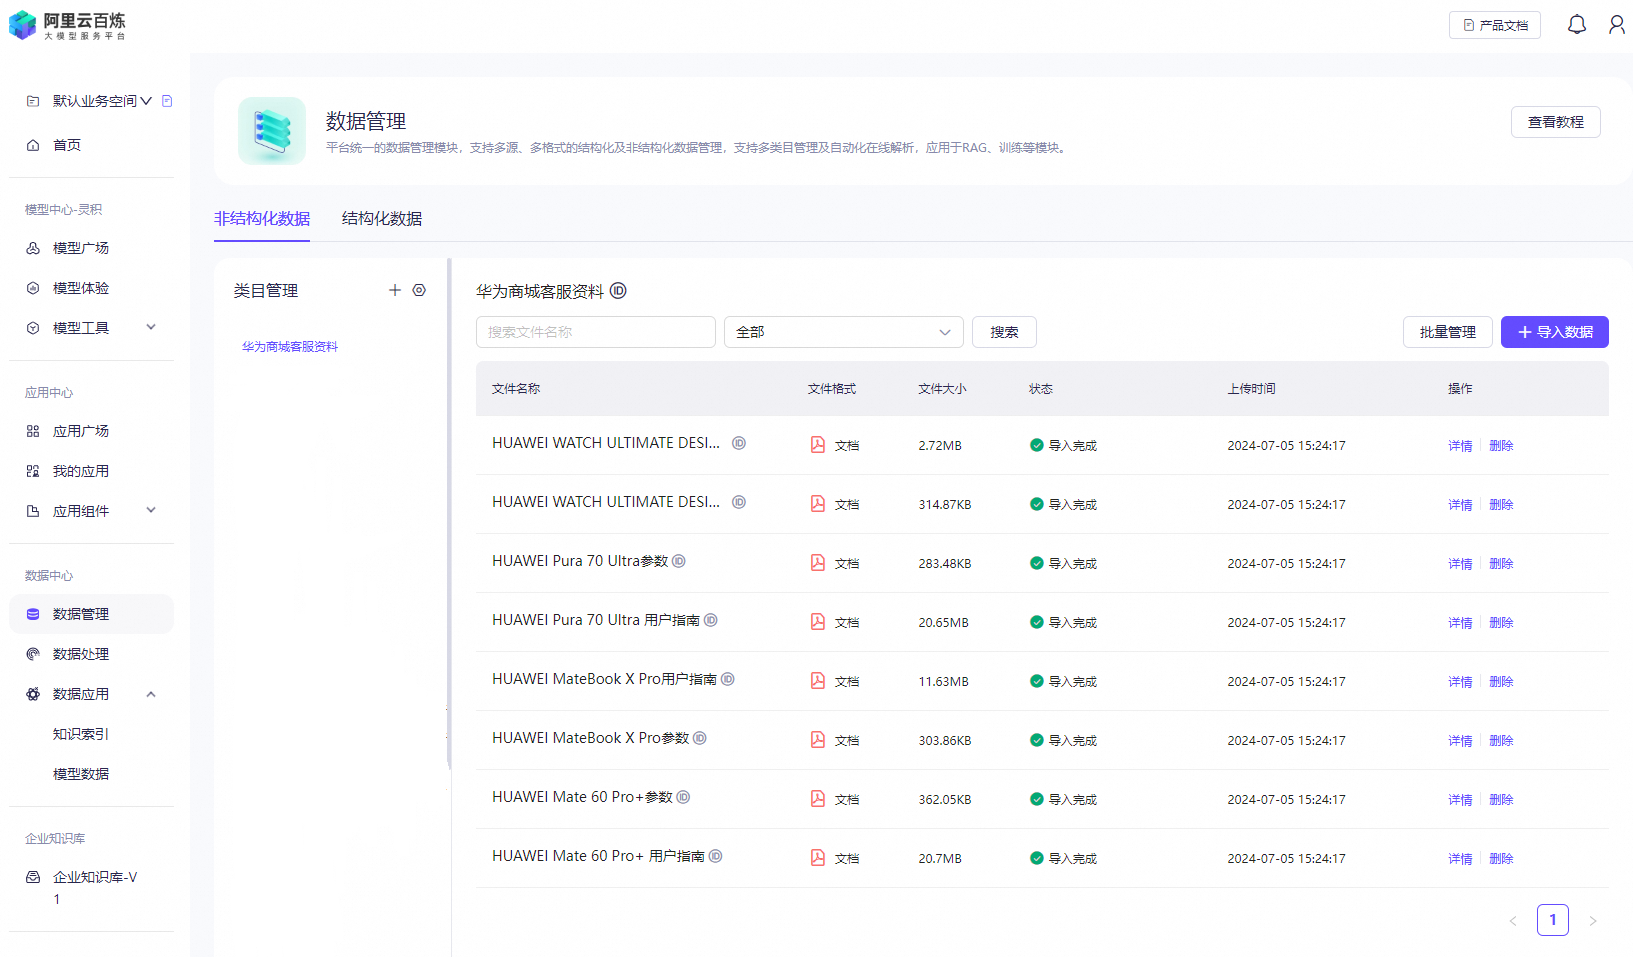 阿里云百炼
大模型服务平台
产品文档
默认业务空间
首页
模型中心-灵积
模型广场
模型体验
模型工具
应用中心
应用广场
我的应用
应用组件
数据中心
数据管理
数据处理
数据应用
知识索引
模型数据
企业知识库
企业知识库-V
1
数据管理
平台统一的数据管理模块，支持多源、多格式的结构化及非结构化数据管理，支持多类目管理及自动化在线解析，应用于RAG、训练等模块。
查看教程
非结构化数据 结构化数据
类目管理
华为商城客服资料
华为商城客服资料 ID
搜索文件名称 全部 搜索 批量管理 导入数据
文件名称 文件格式 文件大小 状态 上传时间 操作
HUAWEI WATCH ULTIMATE DESI... ID 文档 2.72MB 导入完成 2024-07-05 15:24:17 详情 删除
HUAWEI WATCH ULTIMATE DESI... ID 文档 314.87KB 导入完成 2024-07-05 15:24:17 详情 删除
HUAWEI Pura 70 Ultra参数 ID 文档 283.48KB 导入完成 2024-07-05 15:24:17 详情 删除
HUAWEI Pura 70 Ultra 用户指南 ID 文档 20.65MB 导入完成 2024-07-05 15:24:17 详情 删除
HUAWEI MateBook X Pro用户指南 ID 文档 11.63MB 导入完成 2024-07-05 15:24:17 详情 删除
HUAWEI MateBook X Pro参数 ID 文档 303.86KB 导入完成 2024-07-05 15:24:17 详情 删除
HUAWEI Mate 60 Pro+参数 ID 文档 362.05KB 导入完成 2024-07-05 15:24:17 详情 删除
HUAWEI Mate 60 Pro+ 用户指南 ID 文档 20.7MB 导入完成 2024-07-05 15:24:17 详情 删除
1